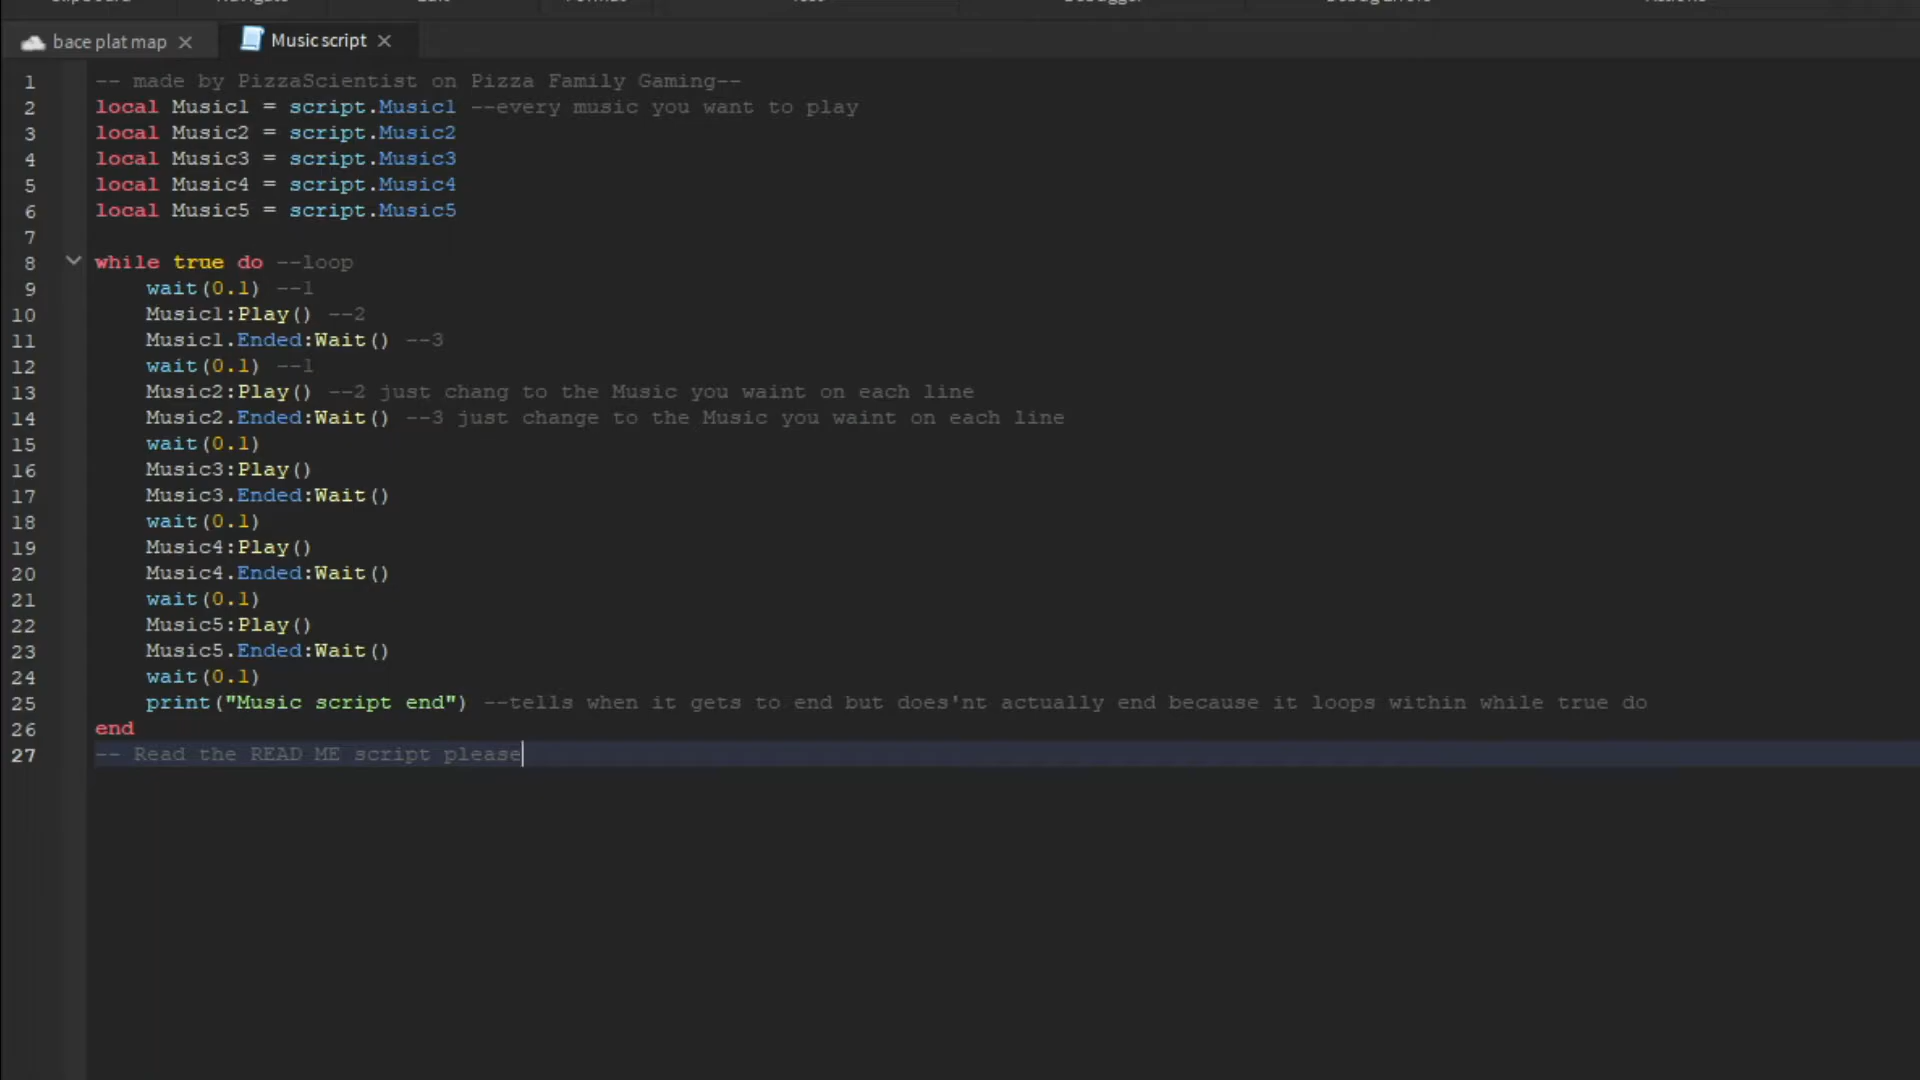 bace plat map
Music script
1 -- made by PizzaScientist on Pizza Family Gaming--
2 local Music1 = script.Music1 --every music you want to play
3 local Music2 = script.Music2
4 local Music3 = script.Music3
5 local Music4 = script.Music4
6 local Music5 = script.Music5
7
8 while true do --loop
9 wait(0.1) --1
10 Music1:Play() --2
11 Music1.Ended:Wait() --3
12 wait(0.1) --1
13 Music2:Play() --2 just chang to the Music you waint on each line
14 Music2.Ended:Wait() --3 just change to the Music you waint on each line
15 wait(0.1)
16 Music3:Play()
17 Music3.Ended:Wait()
18 wait(0.1)
19 Music4:Play()
20 Music4.Ended:Wait()
21 wait(0.1)
22 Music5:Play()
23 Music5.Ended:Wait()
24 wait(0.1)
25 print("Music script end") --tells when it gets to end but does'nt actually end because it loops within while true do
26 end
27 -- Read the READ ME script please